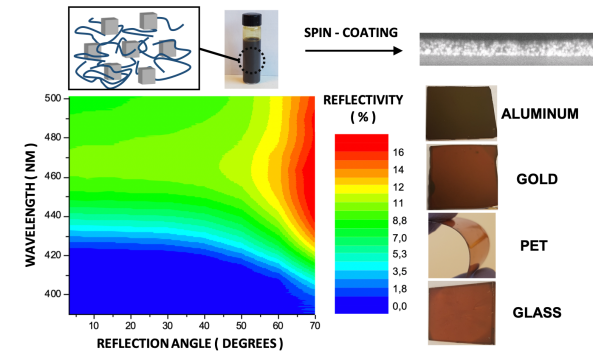 SPIN - COATING
500
480
460
440
420
400
WAVELENGTH ( NM )
10 20 30 40 50 60 70
REFLECTION ANGLE ( DEGREES )
REFLECTIVITY
( % )
16
14
12
11
8,8
7,0
5,3
3,5
1,8
0,0
ALUMINUM
GOLD
PET
GLASS